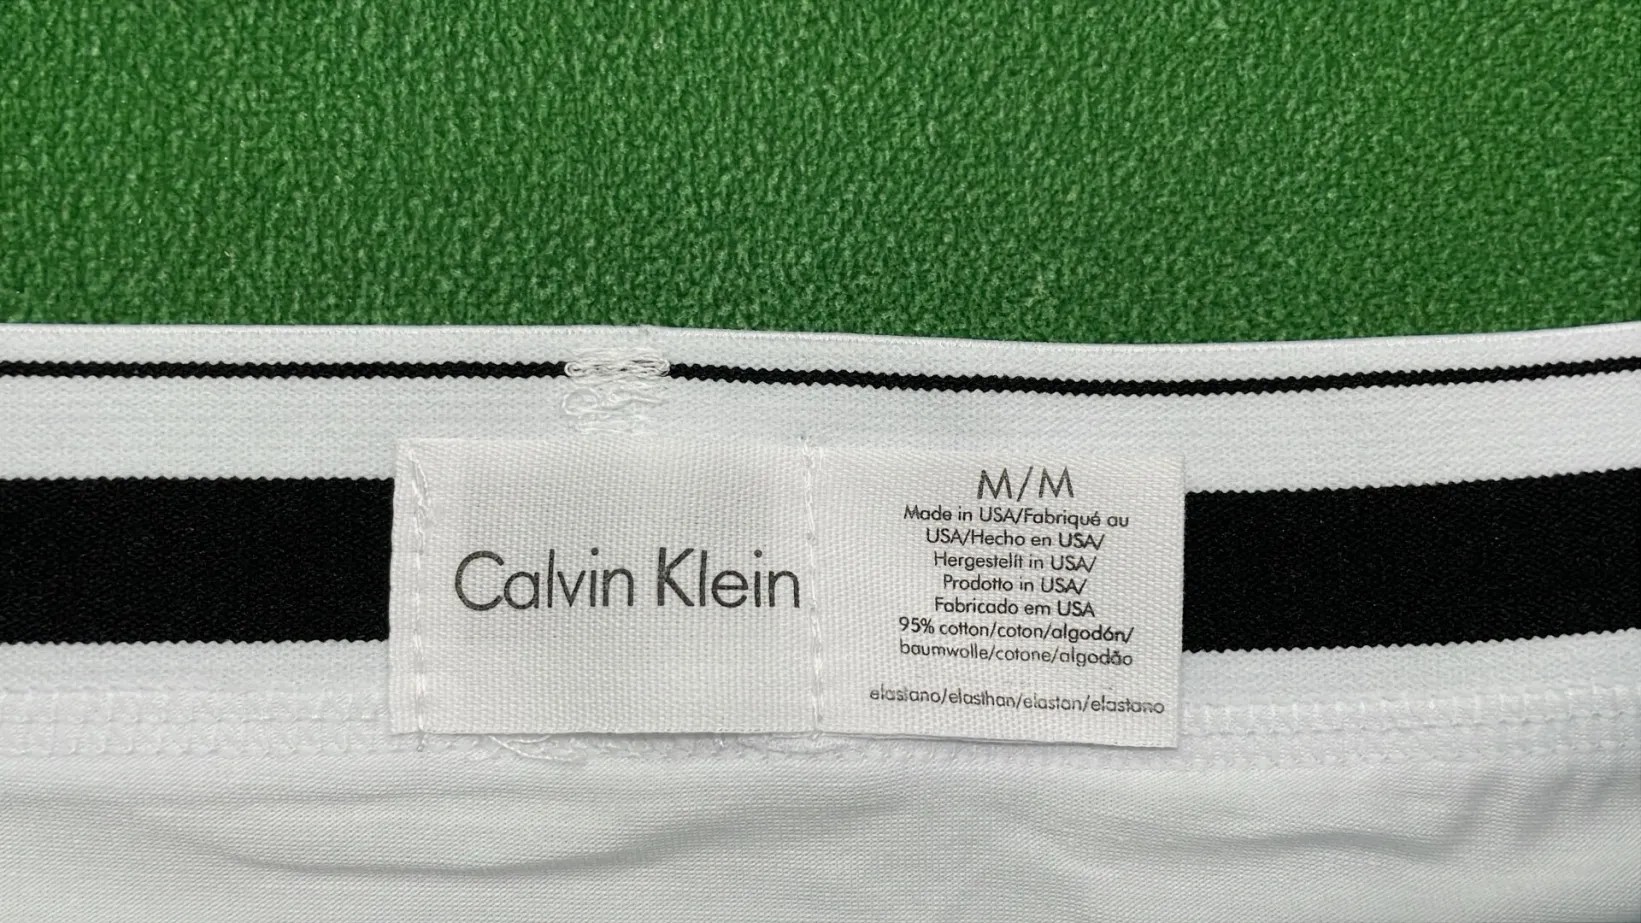 Calvin Klein
M/M
Made in USA/Fabriqué au
USA/Hecho en USA/
Hergestellt in USA/
Prodotto in USA/
Fabricado em USA
95% cotton/coton/algodón/
baumwolle/cotone/algodão
elastano/elasthan/elastan/elastano